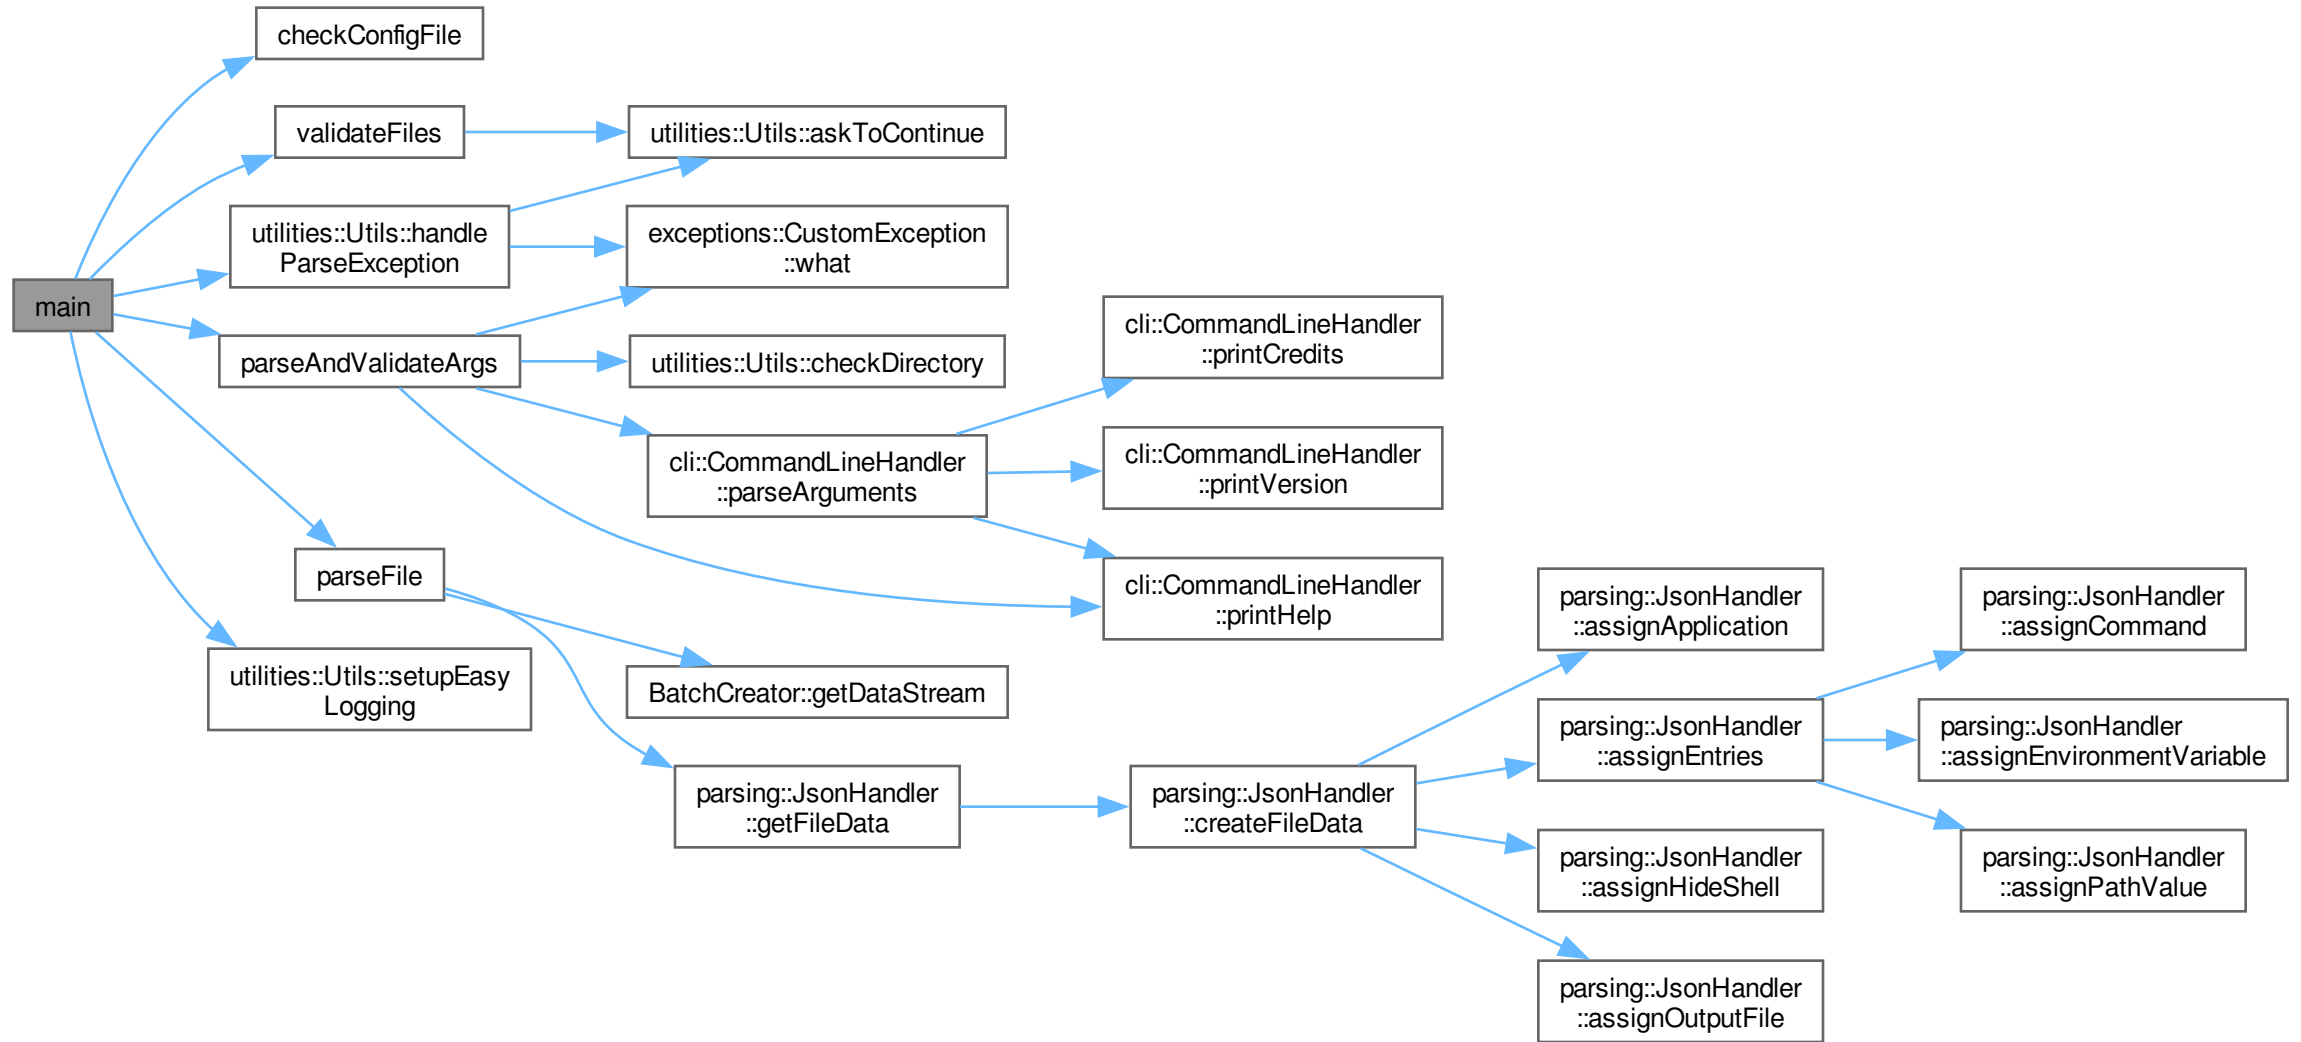 checkConfigFile
validateFiles
utilities::Utils::askToContinue
utilities::Utils::handle
ParseException
exceptions::CustomException
::what
main
parseAndValidateArgs
utilities::Utils::checkDirectory
cli::CommandLineHandler
::printCredits
cli::CommandLineHandler
::parseArguments
cli::CommandLineHandler
::printVersion
parseFile
cli::CommandLineHandler
::printHelp
utilities::Utils::setupEasy
Logging
BatchCreator::getDataStream
parsing::JsonHandler
::getFileData
parsing::JsonHandler
::createFileData
parsing::JsonHandler
::assignApplication
parsing::JsonHandler
::assignEntries
parsing::JsonHandler
::assignHideShell
parsing::JsonHandler
::assignOutputFile
parsing::JsonHandler
::assignCommand
parsing::JsonHandler
::assignEnvironmentVariable
parsing::JsonHandler
::assignPathValue